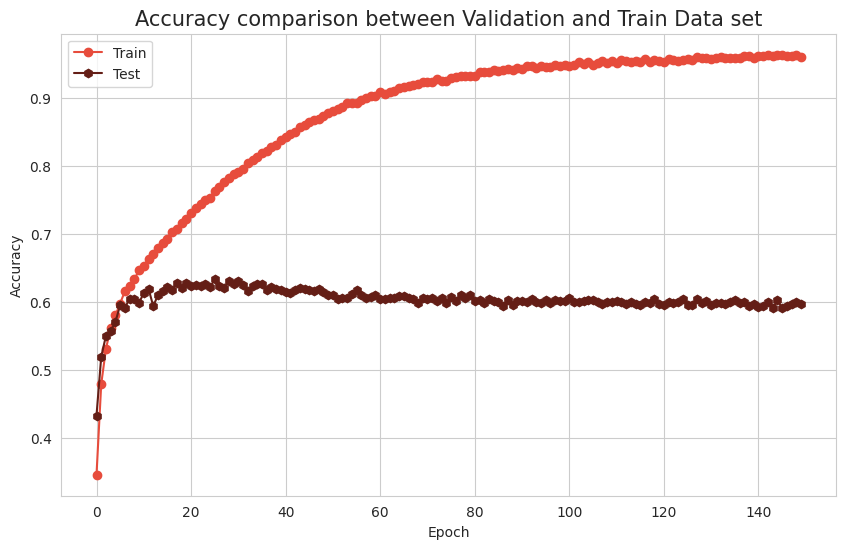 Accuracy comparison between Validation and Train Data set
Train
Test
Accuracy
0.9
0.8
0.7
0.6
0.5
0.4
0 20 40 60 80 100 120 140
Epoch